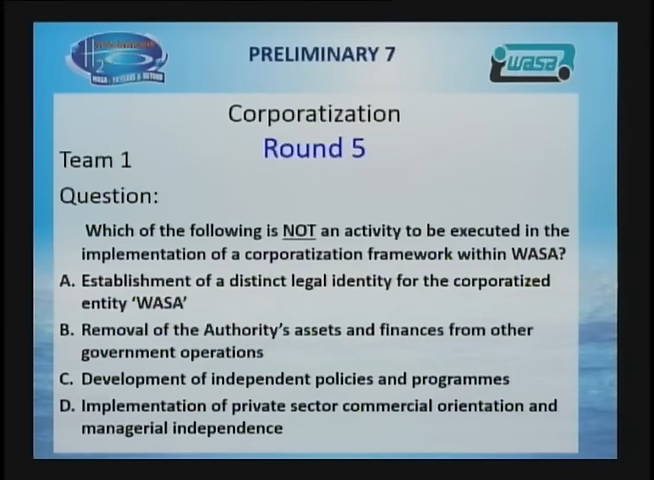 PRELIMINARY 7
wasa
Corporatization
Round 5
Team 1
Question:
Which of the following is NOT an activity to be executed in the
implementation of a corporatization framework within WASA?
A. Establishment of a distinct legal identity for the corporatized
entity ‘WASA’
B. Removal of the Authority’s assets and finances from other
government operations
C. Development of independent policies and programmes
D. Implementation of private sector commercial orientation and
managerial independence